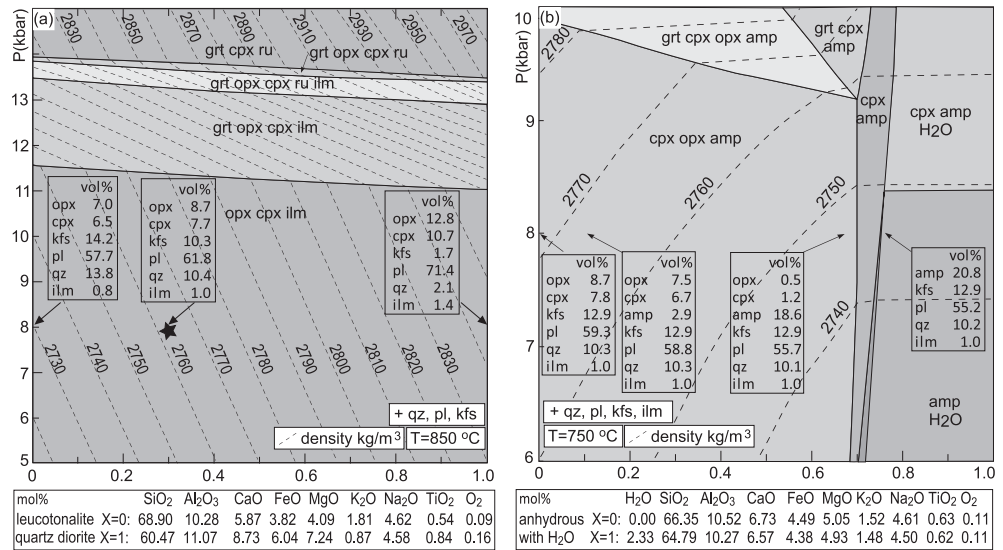 (a)
P(kbar)
2830
2850
2870
2890
2910
2930
2950
2970
grt cpx ru
grt opx cpx ru
grt opx cpx ru ilm
13
grt opx cpx ilm
11
10
9
8
7
6
5
opx cpx ilm
vol%
opx 7.0
cpx 6.5
kfs 14.2
pl 57.7
qz 13.8
ilm 0.8
vol%
opx 8.7
cpx 7.7
kfs 10.3
pl 61.8
qz 10.4
ilm 1.0
vol%
opx 12.8
cpx 10.7
kfs 1.7
pl 71.4
qz 2.1
ilm 1.4
2730
2740
2750
2760
2770
2780
2790
2800
2810
2820
2830
+ qz, pl, kfs
density kg/m3
T=850 ºC
0 0.2 0.4 0.6 0.8 1.0
mol% SiO2 Al2O3 CaO FeO MgO K2O Na2O TiO2 O2
leucotonalite X=0: 68.90 10.28 5.87 3.82 4.09 1.81 4.62 0.54 0.09
quartz diorite X=1: 60.47 11.07 8.73 6.04 7.24 0.87 4.58 0.84 0.16
(b)
10
P(kbar)
9
8
7
6
2780
grt cpx opx amp
grt cpx
amp
cpx
amp
cpx amp
H2O
cpx opx amp
2770
2760
2750
2740
vol%
opx 8.7
cpx 7.8
kfs 12.9
pl 59.3
qz 10.3
ilm 1.0
vol%
opx 7.5
cpx 6.7
amp 2.9
kfs 12.9
pl 58.8
qz 10.3
ilm 1.0
vol%
opx 0.5
cpx 1.2
amp 18.6
kfs 12.9
pl 55.7
qz 10.1
ilm 1.0
vol%
amp 20.8
kfs 12.9
pl 55.2
qz 10.2
ilm 1.0
amp
H2O
+ qz, pl, kfs, ilm
T=750 ºC
density kg/m3
0 0.2 0.4 0.6 0.8 1.0
mol% H2O SiO2 Al2O3 CaO FeO MgO K2O Na2O TiO2 O2
anhydrous X=0: 0.00 66.35 10.52 6.73 4.49 5.05 1.52 4.61 0.63 0.11
with H2O X=1: 2.33 64.79 10.27 6.57 4.38 4.93 1.48 4.50 0.62 0.11